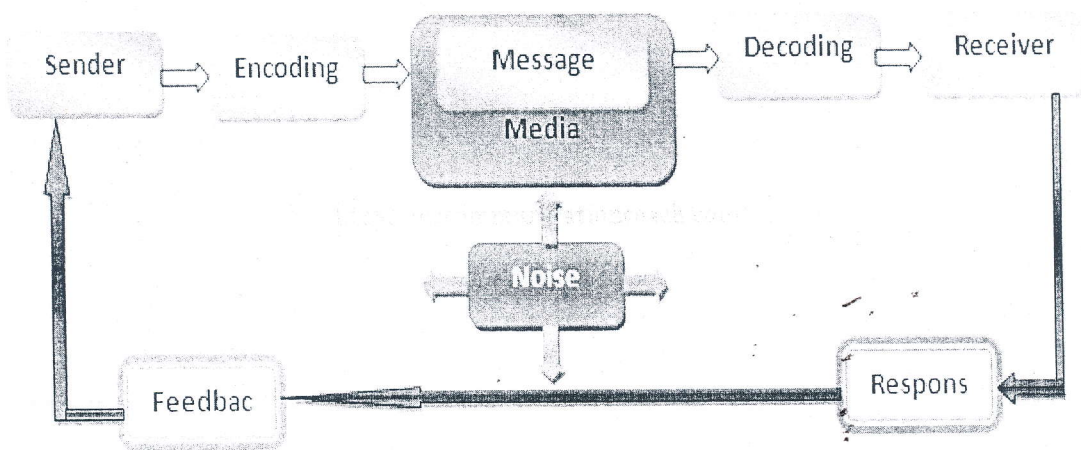 Sender
Encoding
Message
Media
Decoding
Receiver
Noise
Feedbac
Respons